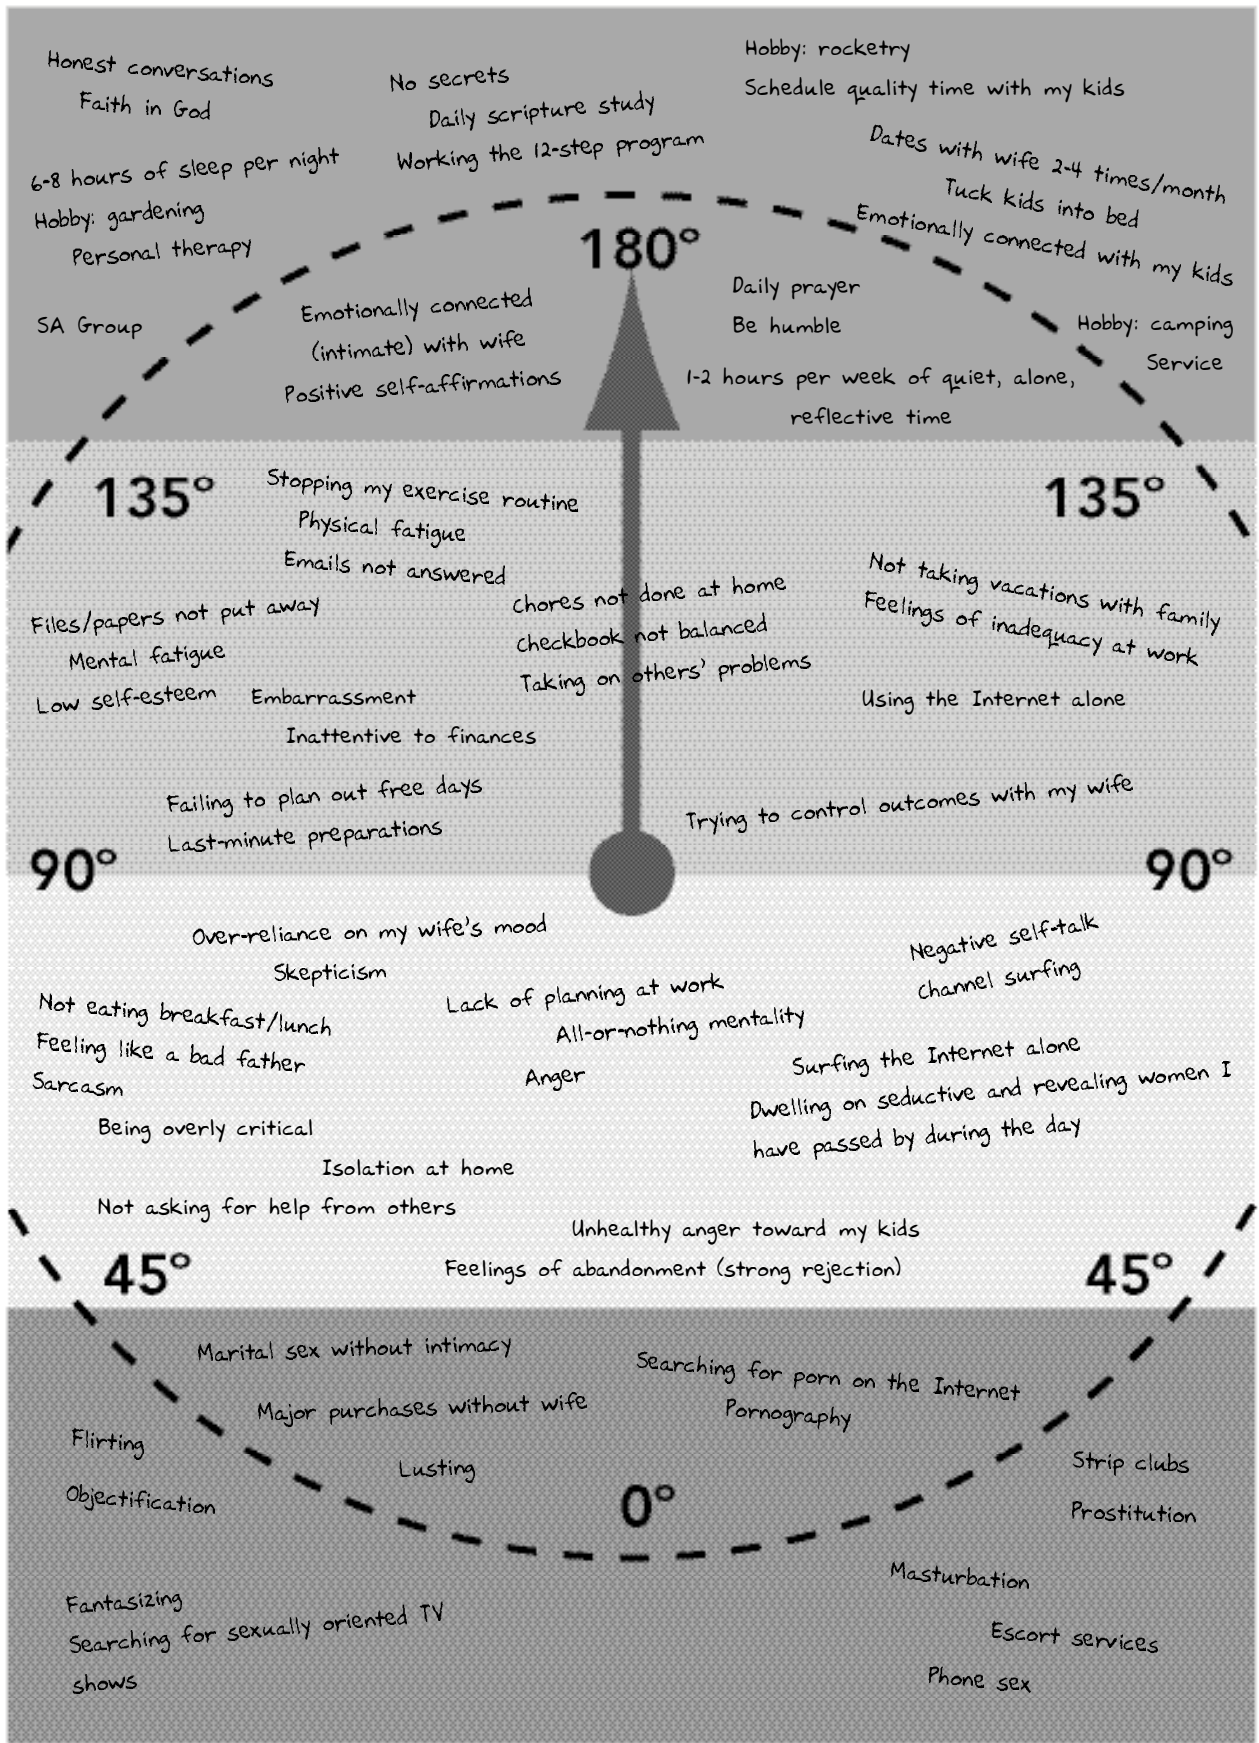 Honest conversations
Faith in God
No secrets
Daily scripture study
Working the 12-step program
Hobby: rocketry
Schedule quality time with my kids
Dates with wife 2-4 times/month
Tuck kids into bed
Emotionally connected with my kids
6-8 hours of sleep per night
Hobby: gardening
Personal therapy
180°
SA Group
Emotionally connected
(intimate) with wife
Positive self-affirmations
Daily prayer
Be humble
1-2 hours per week of quiet, alone,
reflective time
Hobby: camping
Service
135°
135°
Stopping my exercise routine
Physical fatigue
Emails not answered
Files/papers not put away
Mental fatigue
Low self-esteem
Chores not done at home
Checkbook not balanced
Taking on others' problems
Not taking vacations with family
Feelings of inadequacy at work
Embarrassment
Inattentive to finances
Using the Internet alone
Failing to plan out free days
Last-minute preparations
Trying to control outcomes with my wife
90°
90°
Over-reliance on my wife's mood
Skepticism
Negative self-talk
Channel surfing
Not eating breakfast/lunch
Feeling like a bad father
Sarcasm
Lack of planning at work
All-or-nothing mentality
Anger
Surfing the Internet alone
Dwelling on seductive and revealing women I
have passed by during the day
Being overly critical
Isolation at home
Not asking for help from others
Unhealthy anger toward my kids
Feelings of abandonment (strong rejection)
45°
45°
Marital sex without intimacy
Searching for porn on the Internet
Pornography
Major purchases without wife
Flirting
Lusting
Objectification
0°
Strip clubs
Prostitution
Masturbation
Fantasizing
Searching for sexually oriented TV
shows
Escort services
Phone sex